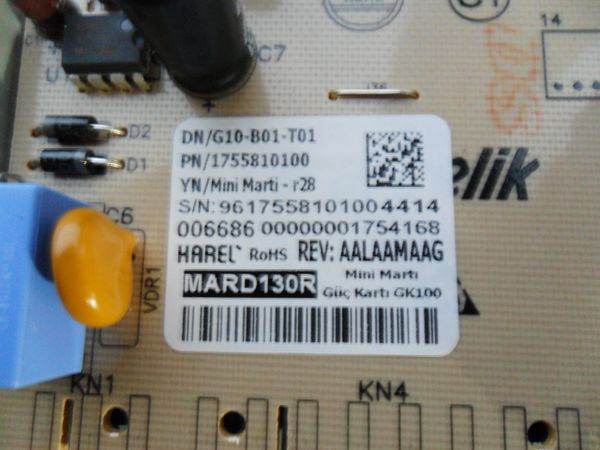 C7
14
J36
D2
D1
DN/G10-B01-T01
PN/1755810100
YN/Mini Marti - r28
S/N: 9617558101004414
006686 00000001754168
HAREL RoHS REV: AALAAMAAG
MARD130R
Mini Martı
Güç Kartı GK100
elik
C6
VDR1
KN1
KN4